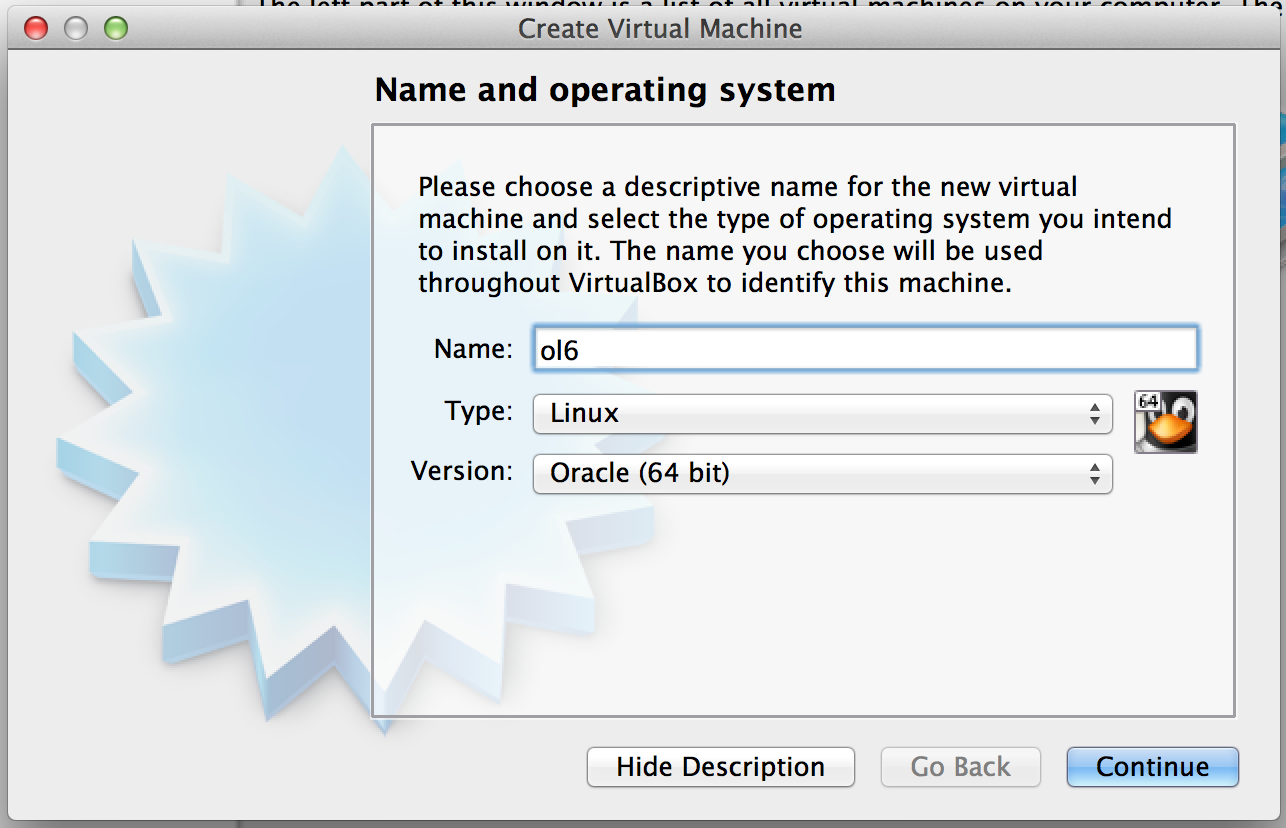 The left part of this window is a list of all virtual machines on your computer. The
Create Virtual Machine
Name and operating system
Please choose a descriptive name for the new virtual
machine and select the type of operating system you intend
to install on it. The name you choose will be used
throughout VirtualBox to identify this machine.
Name: ol6
Type: Linux
64
Version: Oracle (64 bit)
Hide Description Go Back Continue